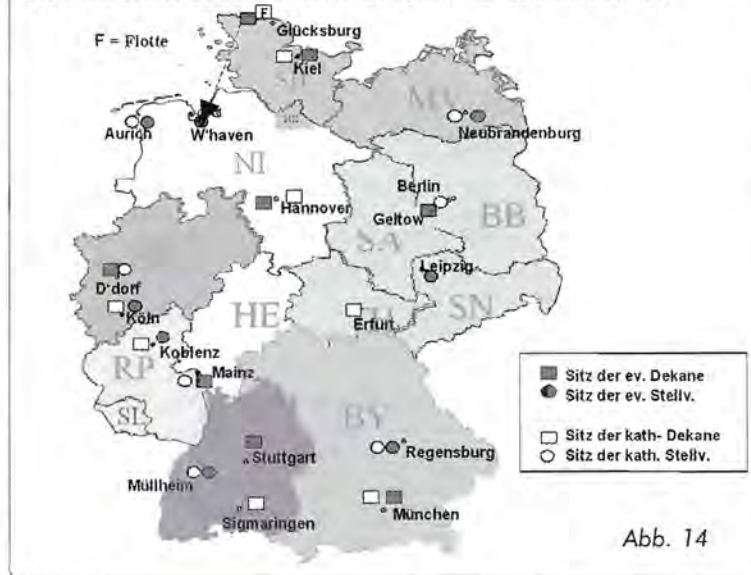 F
Glücksburg
F = Flotte
Kiel
SH
MV
Aurich
W'haven
Neubrandenburg
NI
Berlin
Hannover
Geltow
BB
SA
Leipzig
D'dorf
SN
Köln
HE
Erfurt
TH
Koblenz
RP
Mainz
SL
BY
Stuttgart
Regensburg
Müllheim
Sigmaringen
München
Sitz der ev. Dekane
Sitz der ev. Stellv.
Sitz der kath- Dekane
Sitz der kath. Stellv.
Abb. 14